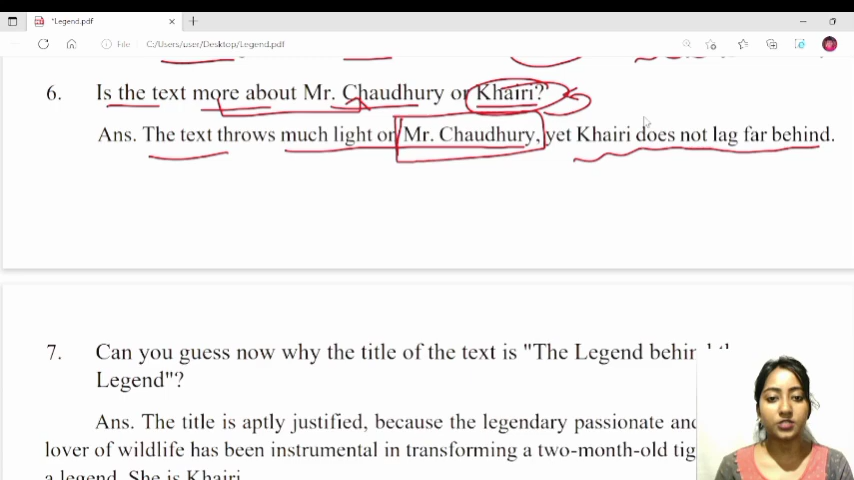 *Legend.pdf
File
C:/Users/user/Desktop/Legend.pdf
6. Is the text more about Mr. Chaudhury or Khairi?'
Ans. The text throws much light on Mr. Chaudhury, yet Khairi does not lag far behind.
7. Can you guess now why the title of the text is "The Legend
Legend"?
Ans. The title is aptly justified, because the legendary passionate
lover of wildlife has been instrumental in transforming a two-month-old
a legend. She is Khairi.